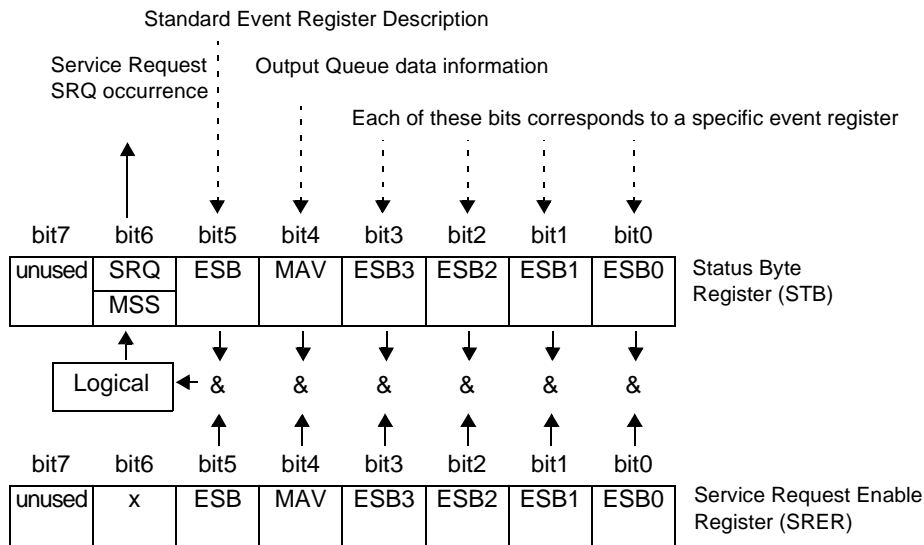 Standard Event Register Description
Service Request
SRQ occurrence
Output Queue data information
Each of these bits corresponds to a specific event register
bit7 bit6 bit5 bit4 bit3 bit2 bit1 bit0
unused SRQ ESB MAV ESB3 ESB2 ESB1 ESB0
MSS
Status Byte
Register (STB)
Logical & & & & & &
bit7 bit6 bit5 bit4 bit3 bit2 bit1 bit0
unused x ESB MAV ESB3 ESB2 ESB1 ESB0
Service Request Enable
Register (SRER)